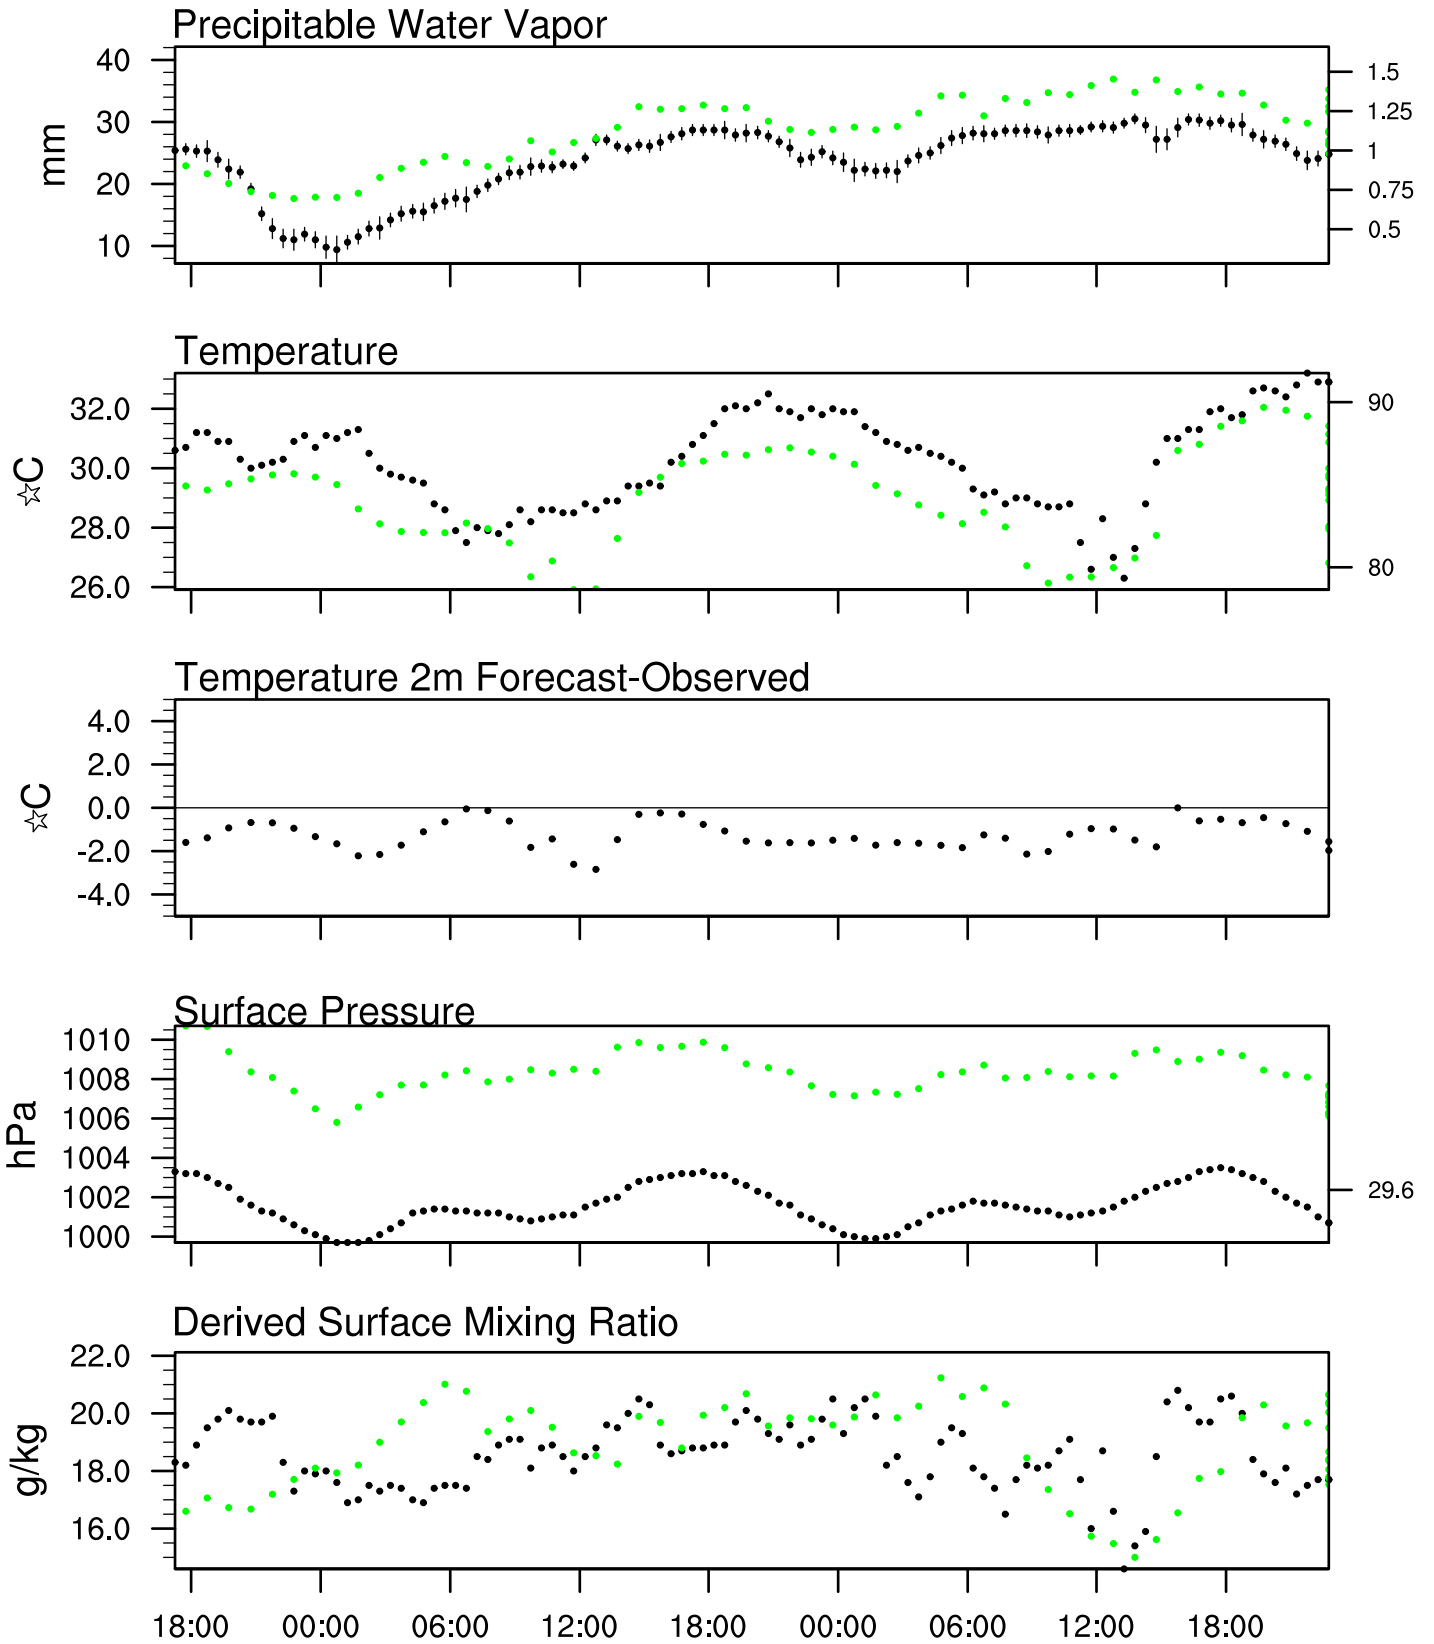 Precipitable Water Vapor
40
30
20
10
mm
1.5
1.25
1
0.75
0.5
Temperature
32.0
30.0
28.0
26.0
☆C
90
80
Temperature 2m Forecast-Observed
4.0
2.0
0.0
-2.0
-4.0
☆C
Surface Pressure
1010
1008
1006
1004
1002
1000
hPa
29.6
Derived Surface Mixing Ratio
22.0
20.0
18.0
16.0
g/kg
18:00 00:00 06:00 12:00 18:00 00:00 06:00 12:00 18:00